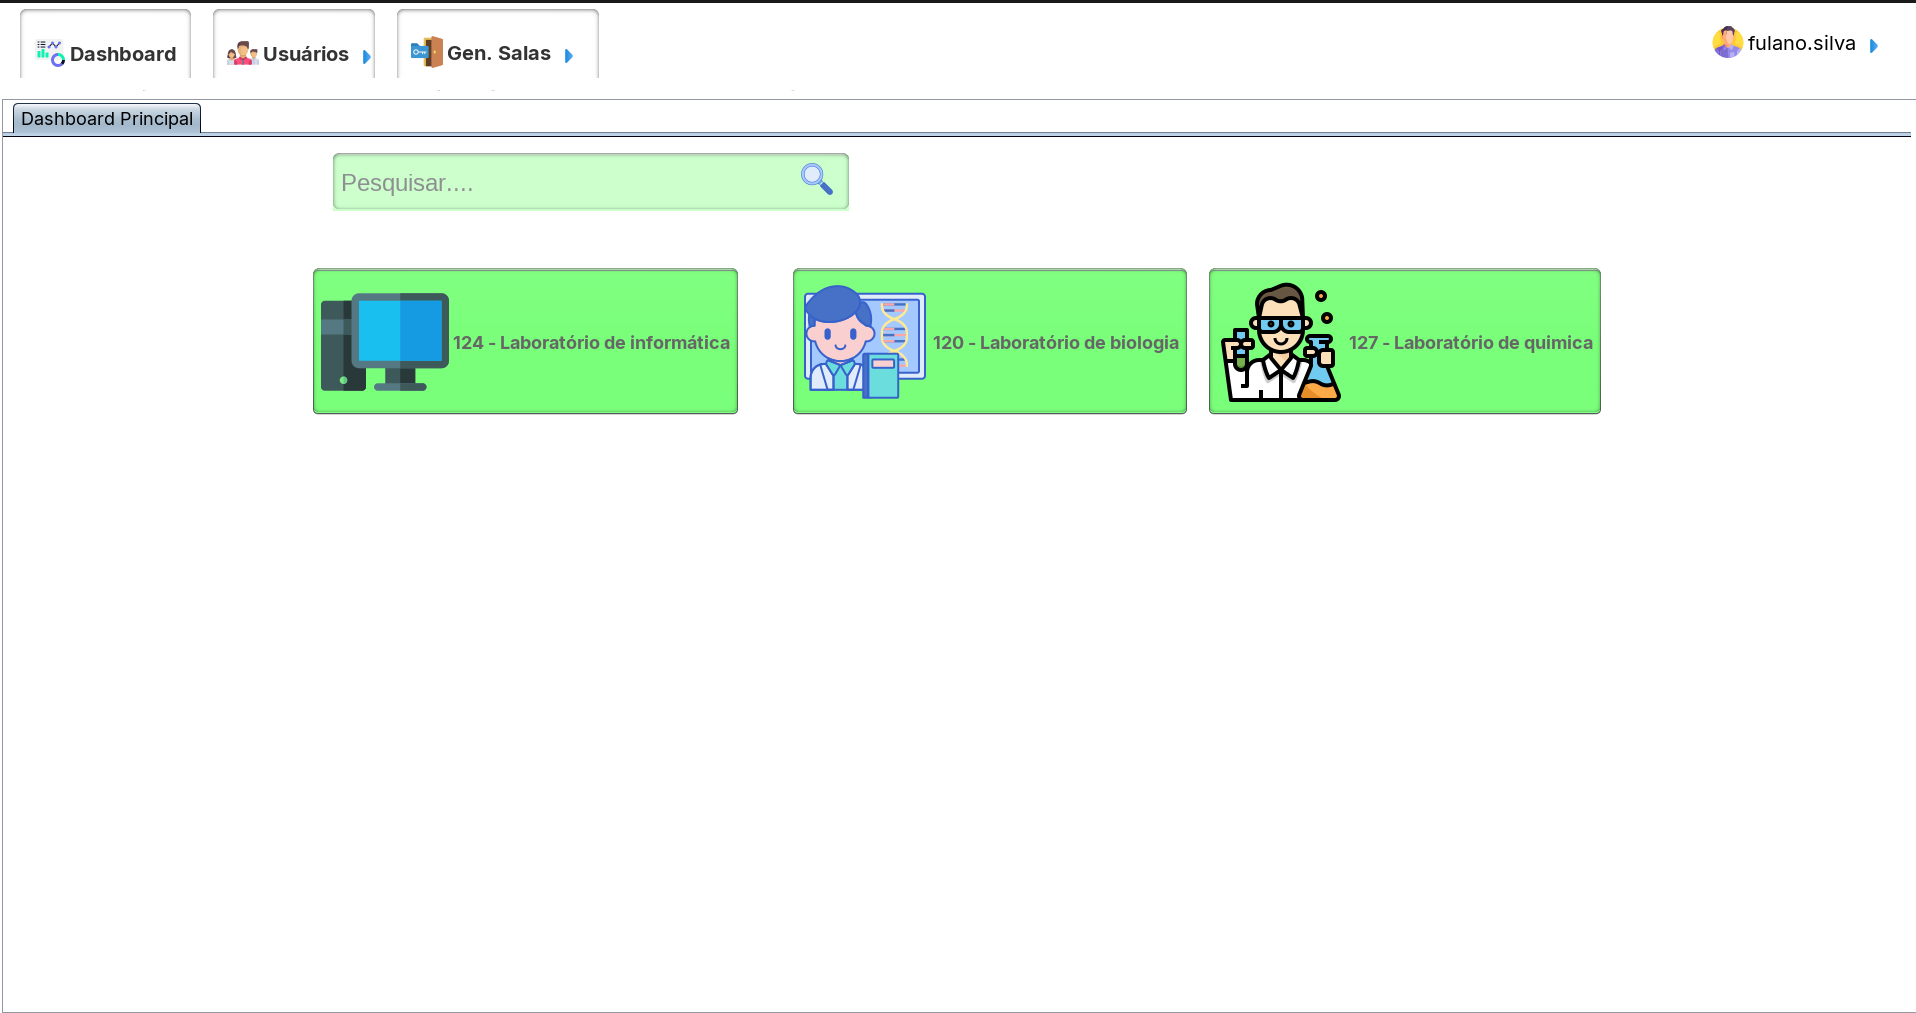 Dashboard
Usuários
Gen. Salas
fulano.silva
Dashboard Principal
Pesquisar....
124 - Laboratório de informática
120 - Laboratório de biologia
127 - Laboratório de quimica